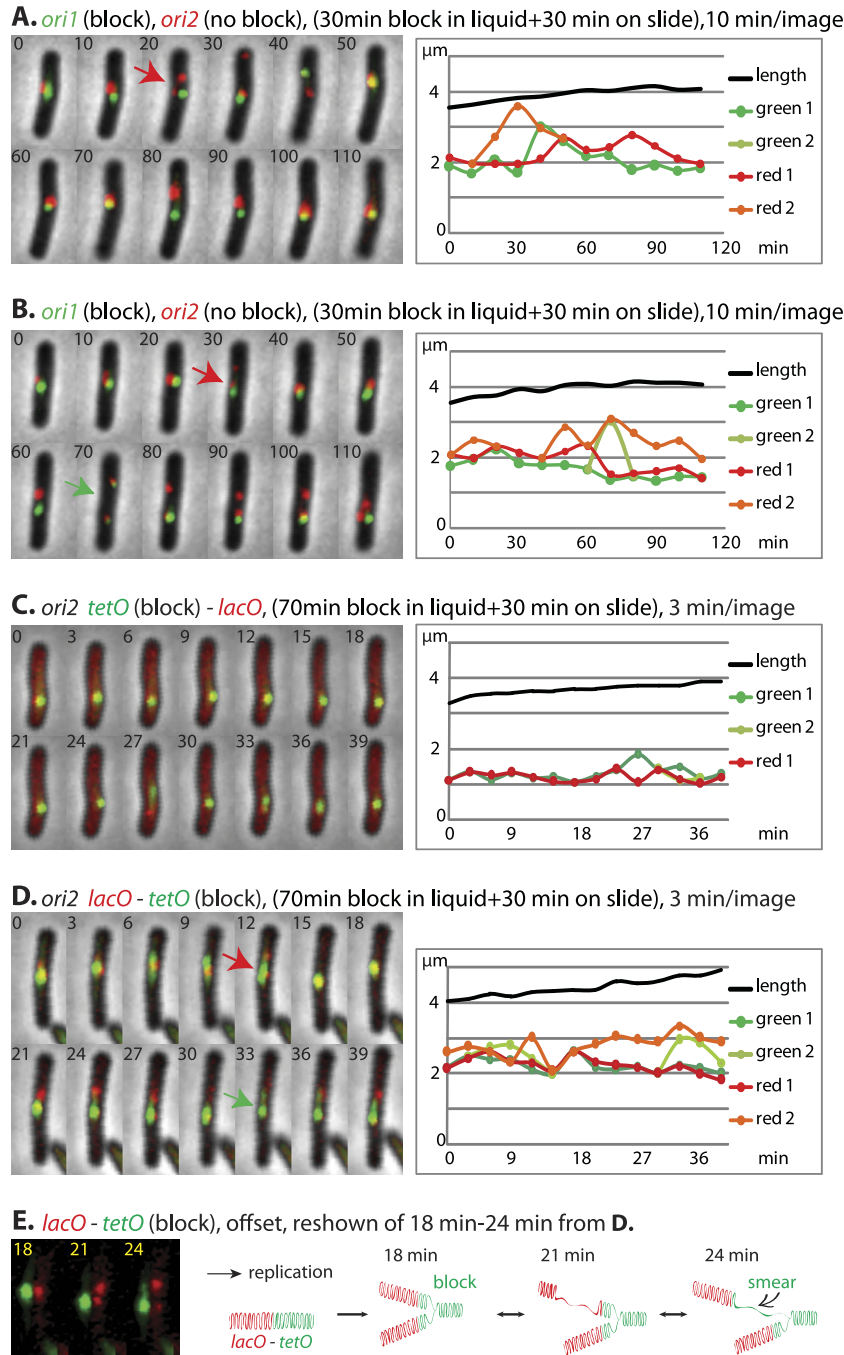 A. ori1 (block), ori2 (no block), (30min block in liquid+30 min on slide),10 min/image
0 10 20 30 40 50
60 70 80 90 100 110
µm
4
2
0
0 30 60 90 120 min
length
green 1
green 2
red 1
red 2
B. ori1 (block), ori2 (no block), (30min block in liquid+30 min on slide),10 min/image
0 10 20 30 40 50
60 70 80 90 100 110
µm
4
2
0
0 30 60 90 120 min
length
green 1
green 2
red 1
red 2
C. ori2 tetO (block) - lacO, (70min block in liquid+30 min on slide), 3 min/image
0 3 6 9 12 15 18
21 24 27 30 33 36 39
µm
4
2
0
0 9 18 27 36 min
length
green 1
green 2
red 1
D. ori2 lacO - tetO (block), (70min block in liquid+30 min on slide), 3 min/image
0 3 6 9 12 15 18
21 24 27 30 33 36 39
µm
4
2
0
0 9 18 27 36 min
length
green 1
green 2
red 1
red 2
E. lacO - tetO (block), offset, reshown of 18 min-24 min from D.
18 21 24
replication
lacO - tetO
18 min
block
21 min
24 min
smear